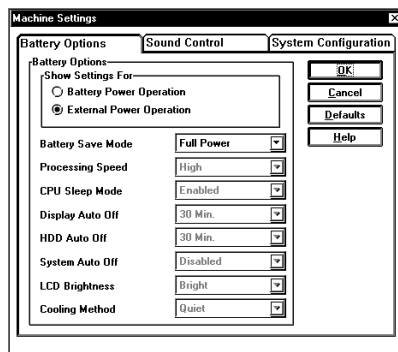 Machine Settings
Battery Options Sound Control System Configuration
Battery Options
Show Settings For
Battery Power Operation
External Power Operation
Battery Save Mode Full Power
Processing Speed High
CPU Sleep Mode Enabled
Display Auto Off 30 Min.
HDD Auto Off 30 Min.
System Auto Off Disabled
LCD Brightness Bright
Cooling Method Quiet
OK
Cancel
Defaults
Help